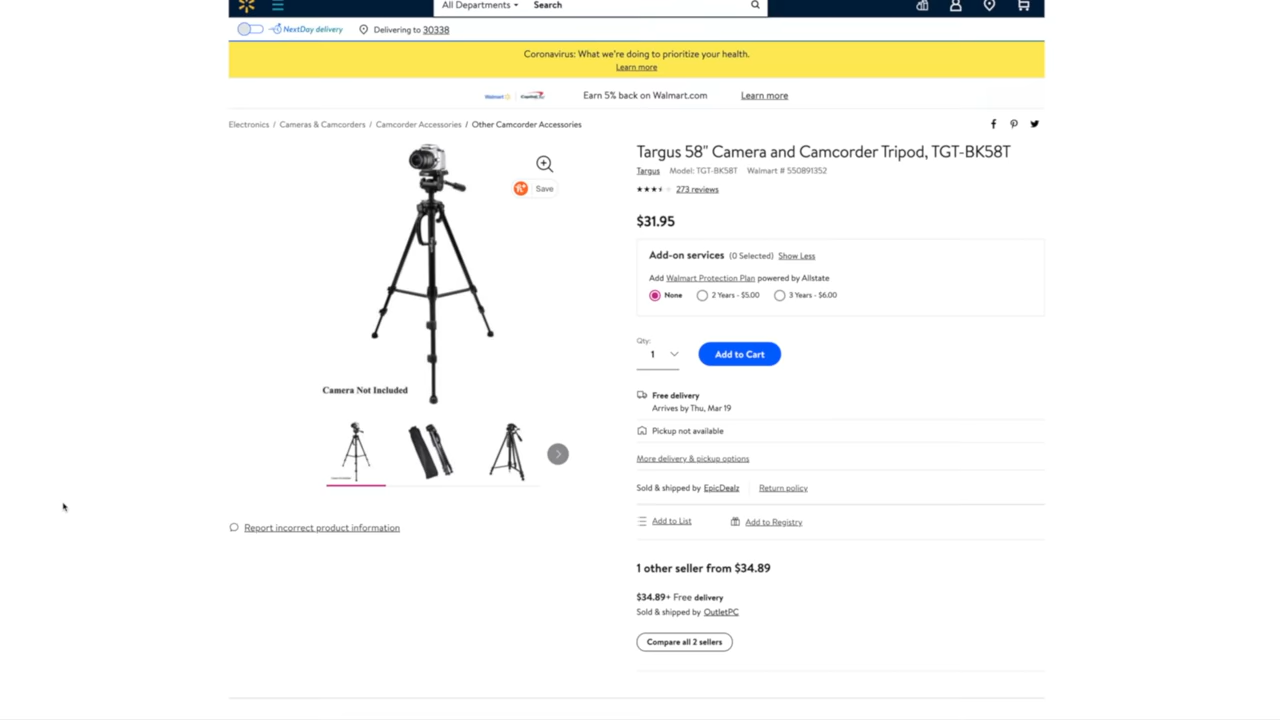 All Departments
Search
NextDay delivery
Delivering to 30338
Coronavirus: What we're doing to prioritize your health.
Learn more
Walmart
Earn 5% back on Walmart.com
Learn more
Electronics / Cameras & Camcorders / Camcorder Accessories / Other Camcorder Accessories
Save
Camera Not Included
Report incorrect product information
Targus 58" Camera and Camcorder Tripod, TGT-BK58T
Targus Model: TGT-BK58T Walmart # 550891352
273 reviews
$31.95
Add-on services (0 Selected) Show Less
Add Walmart Protection Plan powered by Allstate
None 2 Years - $5.00 3 Years - $6.00
Qty:
1
Add to Cart
Free delivery
Arrives by Thu, Mar 19
Pickup not available
More delivery & pickup options
Sold & shipped by EpicDealz Return policy
Add to List Add to Registry
1 other seller from $34.89
$34.89+ Free delivery
Sold & shipped by OutletPC
Compare all 2 sellers